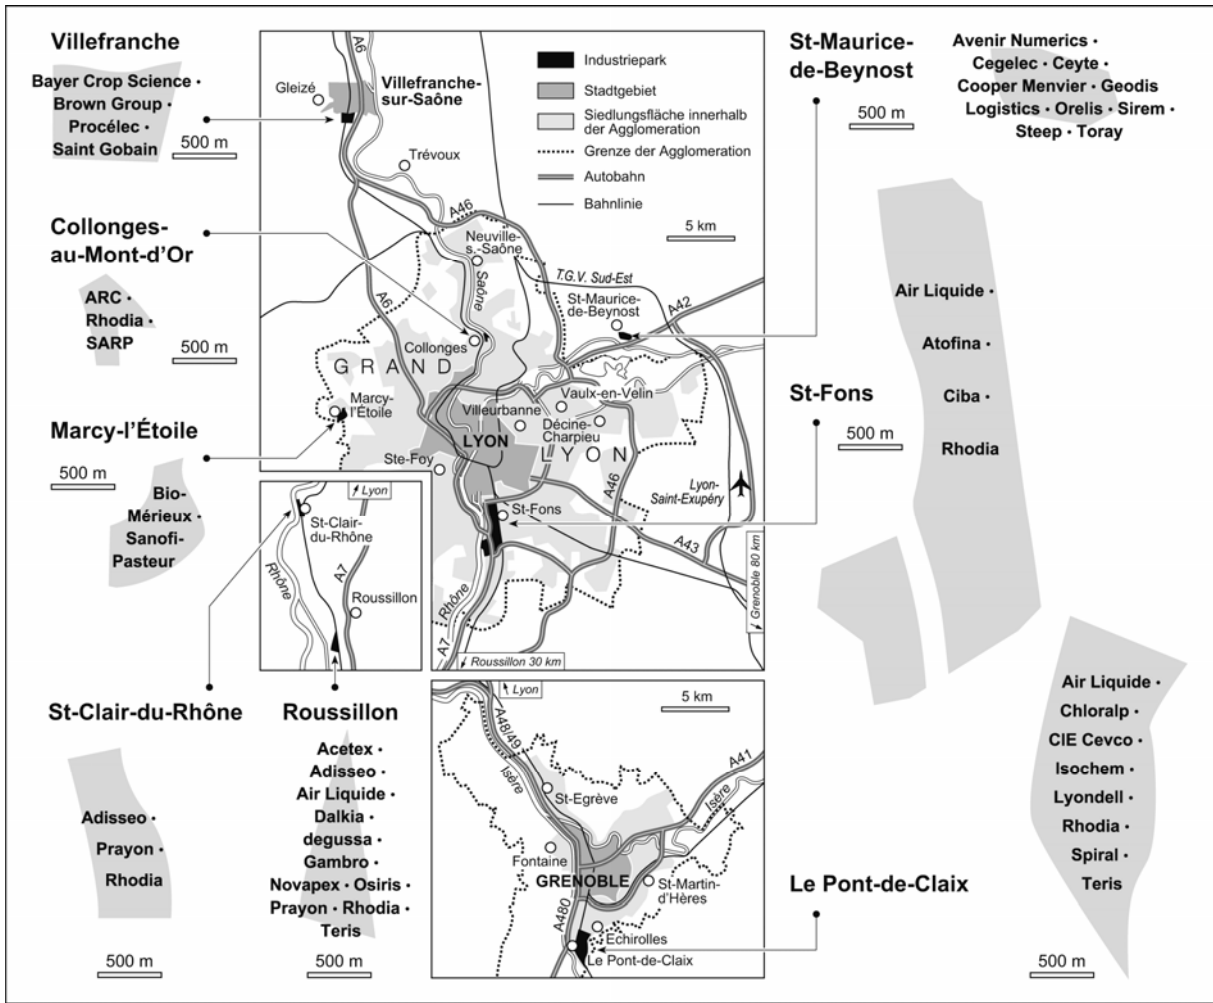 Villefranche
Bayer Crop Science •
Brown Group •
Procélec •
Saint Gobain
500 m
Collonges-
au-Mont-d'Or
ARC •
Rhodia •
SARP
500 m
Marcy-l'Étoile
500 m
Bio-
Mérieux •
Sanofi-
Pasteur
St-Clair-du-Rhône
Adisseo •
Prayon •
Rhodia
500 m
Roussillon
Acetex •
Adisseo •
Air Liquide •
Dalkia •
degussa •
Gambro •
Novapex • Osiris •
Prayon • Rhodia •
Teris
500 m
A6
Gleizé
Villefranche-
sur-Saône
Trévoux
A46
Neuville-
s.-Saône
Saône
T.G.V. Sud-Est
St-Maurice-
de-Beynost
A42
A6
Collonges
GRAND
Marcy-
l'Étoile
Villeurbanne
Vaulx-en-Velin
Décine-
Charpieu
LYON
LYON
Ste-Foy
A46
Lyon-
Saint-Exupéry
St-Fons
A43
Grenoble 80 km
Rhône
A7
Roussillon 30 km
Industriepark
Stadtgebiet
Siedlungsfläche innerhalb
der Agglomeration
Grenze der Agglomeration
Autobahn
Bahnlinie
5 km
Lyon
St-Clair-
du-Rhône
Rhône
A7
Roussillon
Lyon
5 km
A48/49
Isère
A41
Isère
St-Egrève
Fontaine
GRENOBLE
St-Martin-
d'Hères
A480
Echirolles
Le Pont-de-Claix
St-Maurice-
de-Beynost
500 m
Avenir Numerics •
Cegelec • Ceyte •
Cooper Menvier • Geodis
Logistics • Orelis • Sirem •
Steep • Toray
St-Fons
500 m
Air Liquide •
Atofina •
Ciba •
Rhodia
Le Pont-de-Claix
Air Liquide •
Chloralp •
CIE Cevco •
Isochem •
Lyondell •
Rhodia •
Spiral •
Teris
500 m